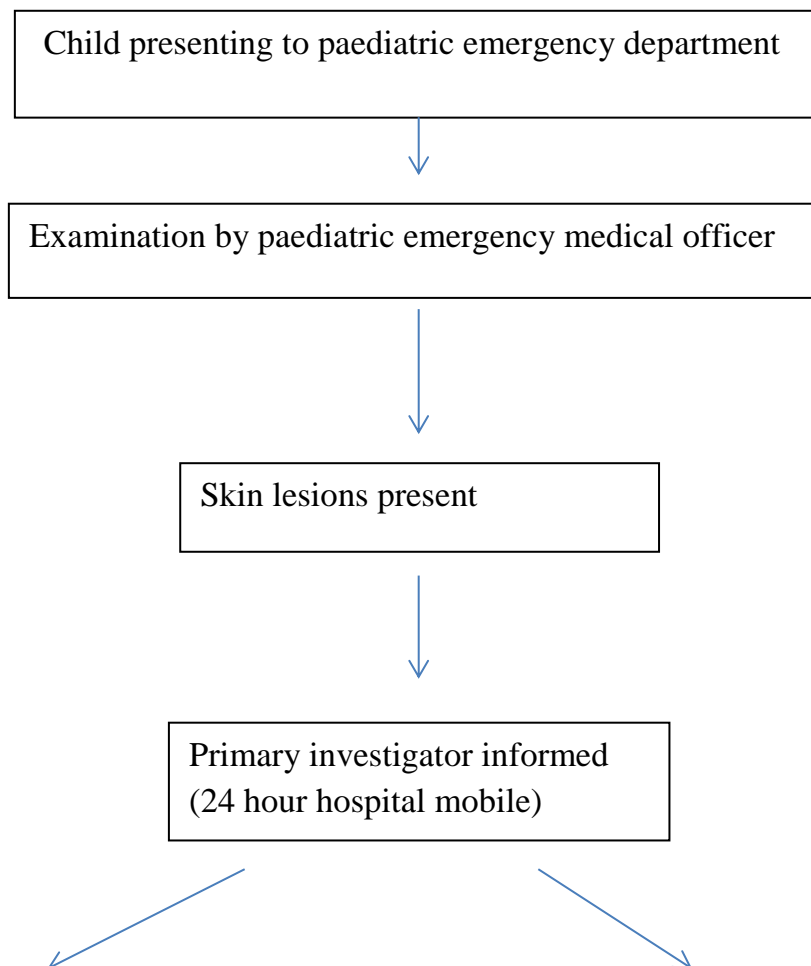 Child presenting to paediatric emergency department
Examination by paediatric emergency medical officer
Skin lesions present
Primary investigator informed
(24 hour hospital mobile)